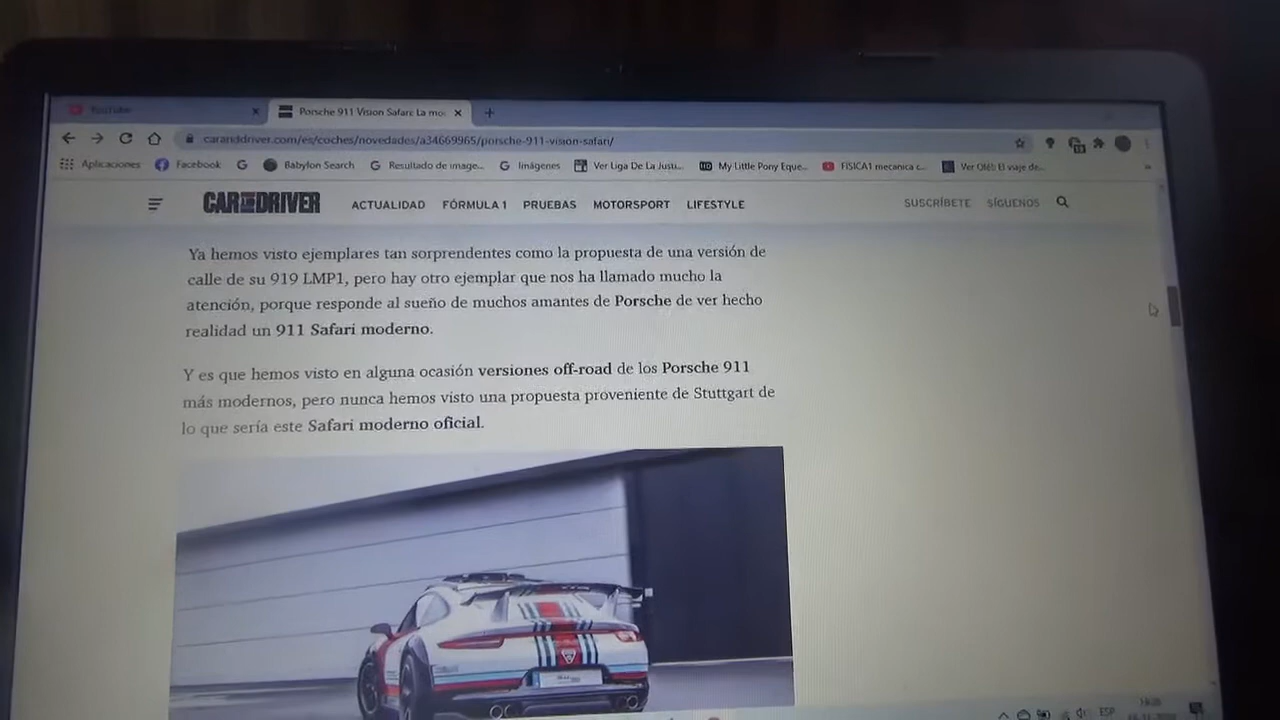 YouTube
Porsche 911 Vision Safari: La mo
caranddriver.com/es/coches/novedades/a34669965/porsche-911-vison-safari/
Aplicaciones Facebook Babylon Search Resultado de image... Imágenes Ver Liga De La Justi... My Little Pony Eque... FISICA1 mecanica c... Ver Olé: El viaje de...
CAR AND DRIVER ACTUALIDAD FÓRMULA 1 PRUEBAS MOTORSPORT LIFESTYLE SUSCRÍBETE SÍGUENOS
Ya hemos visto ejemplares tan sorprendentes como la propuesta de una versión de
calle de su 919 LMP1, pero hay otro ejemplar que nos ha llamado mucho la
atención, porque responde al sueño de muchos amantes de Porsche de ver hecho
realidad un 911 Safari moderno.
Y es que hemos visto en alguna ocasión versiones off-road de los Porsche 911
más modernos, pero nunca hemos visto una propuesta proveniente de Stuttgart de
lo que sería este Safari moderno oficial.
ESP